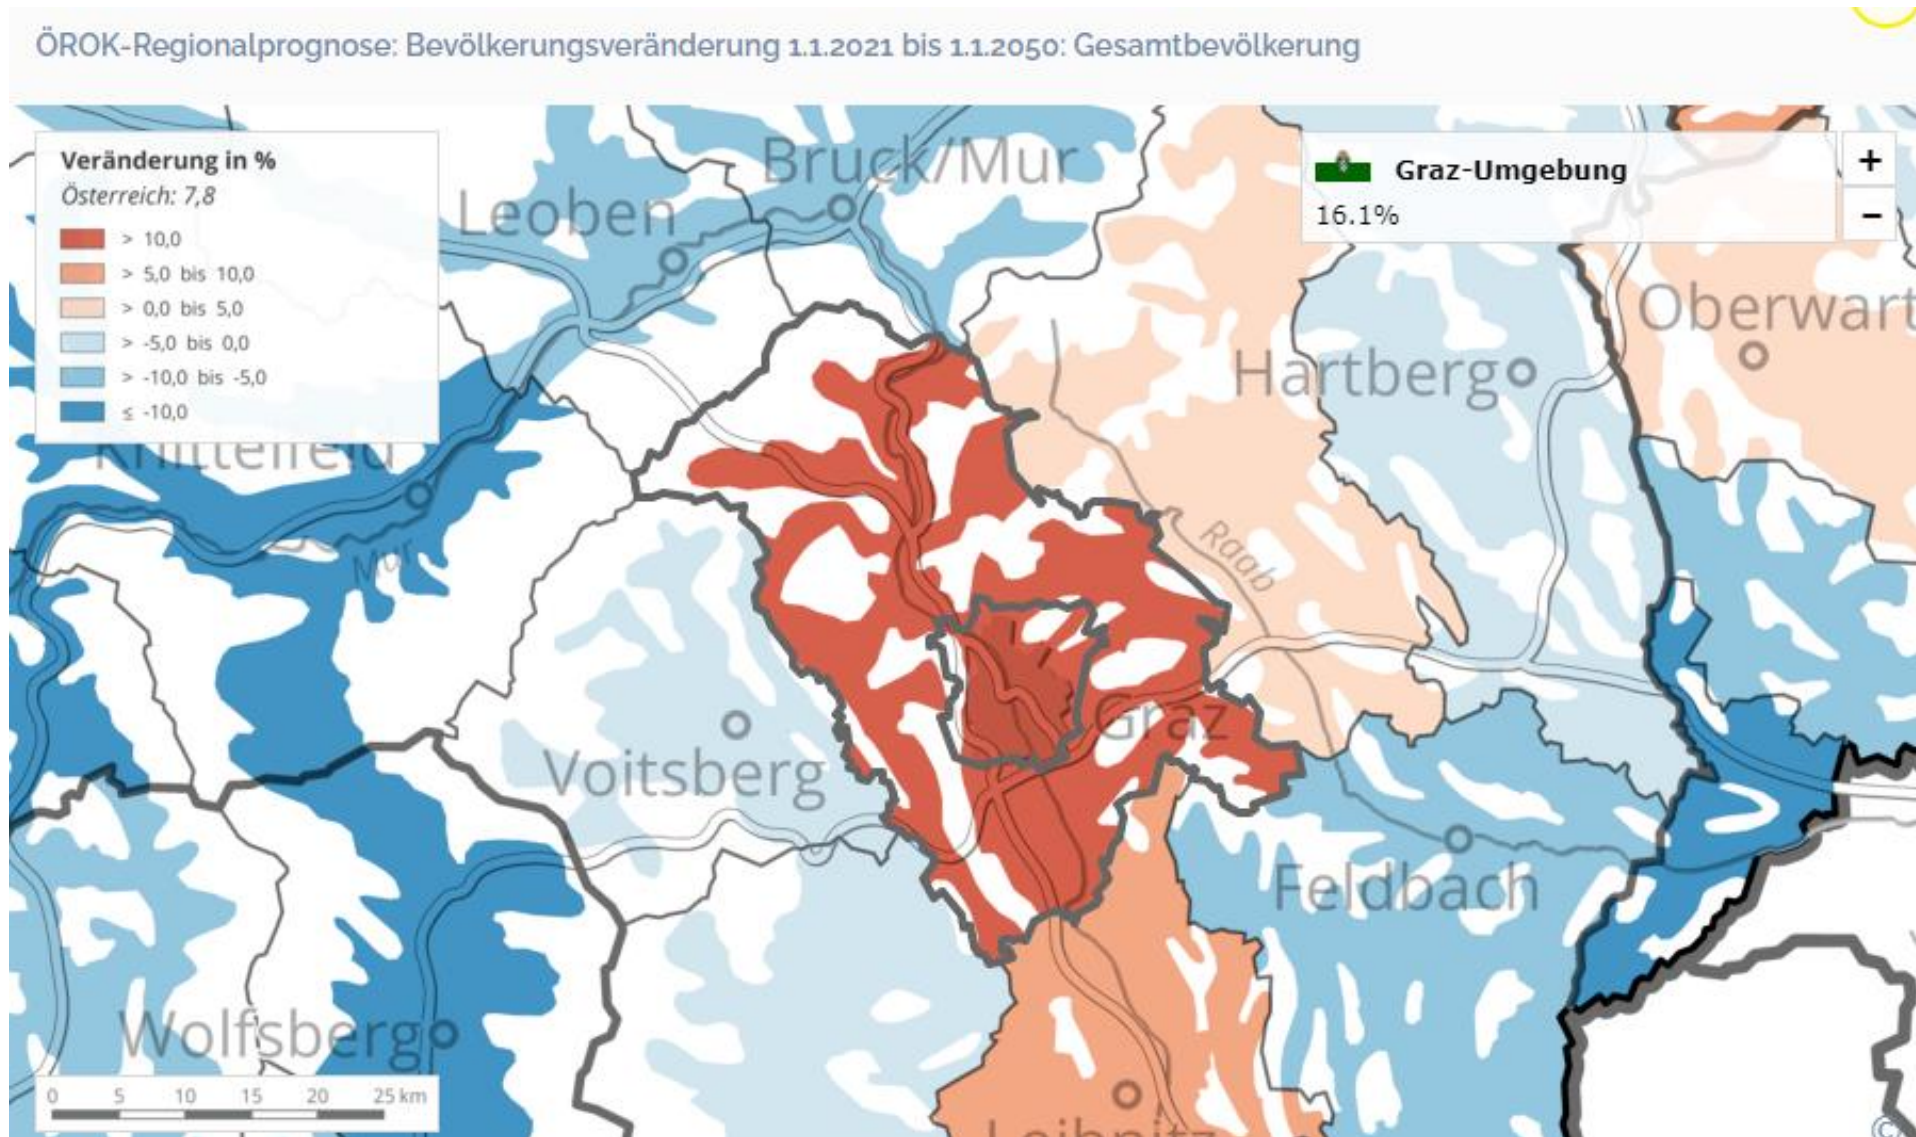 ÖROK-Regionalprognose: Bevölkerungsveränderung 1.1.2021 bis 1.1.2050: Gesamtbevölkerung
Veränderung in %
Österreich: 7,8
> 10,0
> 5,0 bis 10,0
> 0,0 bis 5,0
> -5,0 bis 0,0
> -10,0 bis -5,0
≤ -10,0
Graz-Umgebung
16.1%
+
−
Bruck/Mur
Leoben
Oberwart
Hartberg
Knittelfeld
Raab
Mur
Graz
Voitsberg
Feldbach
Wolfsberg
Leibnitz
0 5 10 15 20 25 km
©